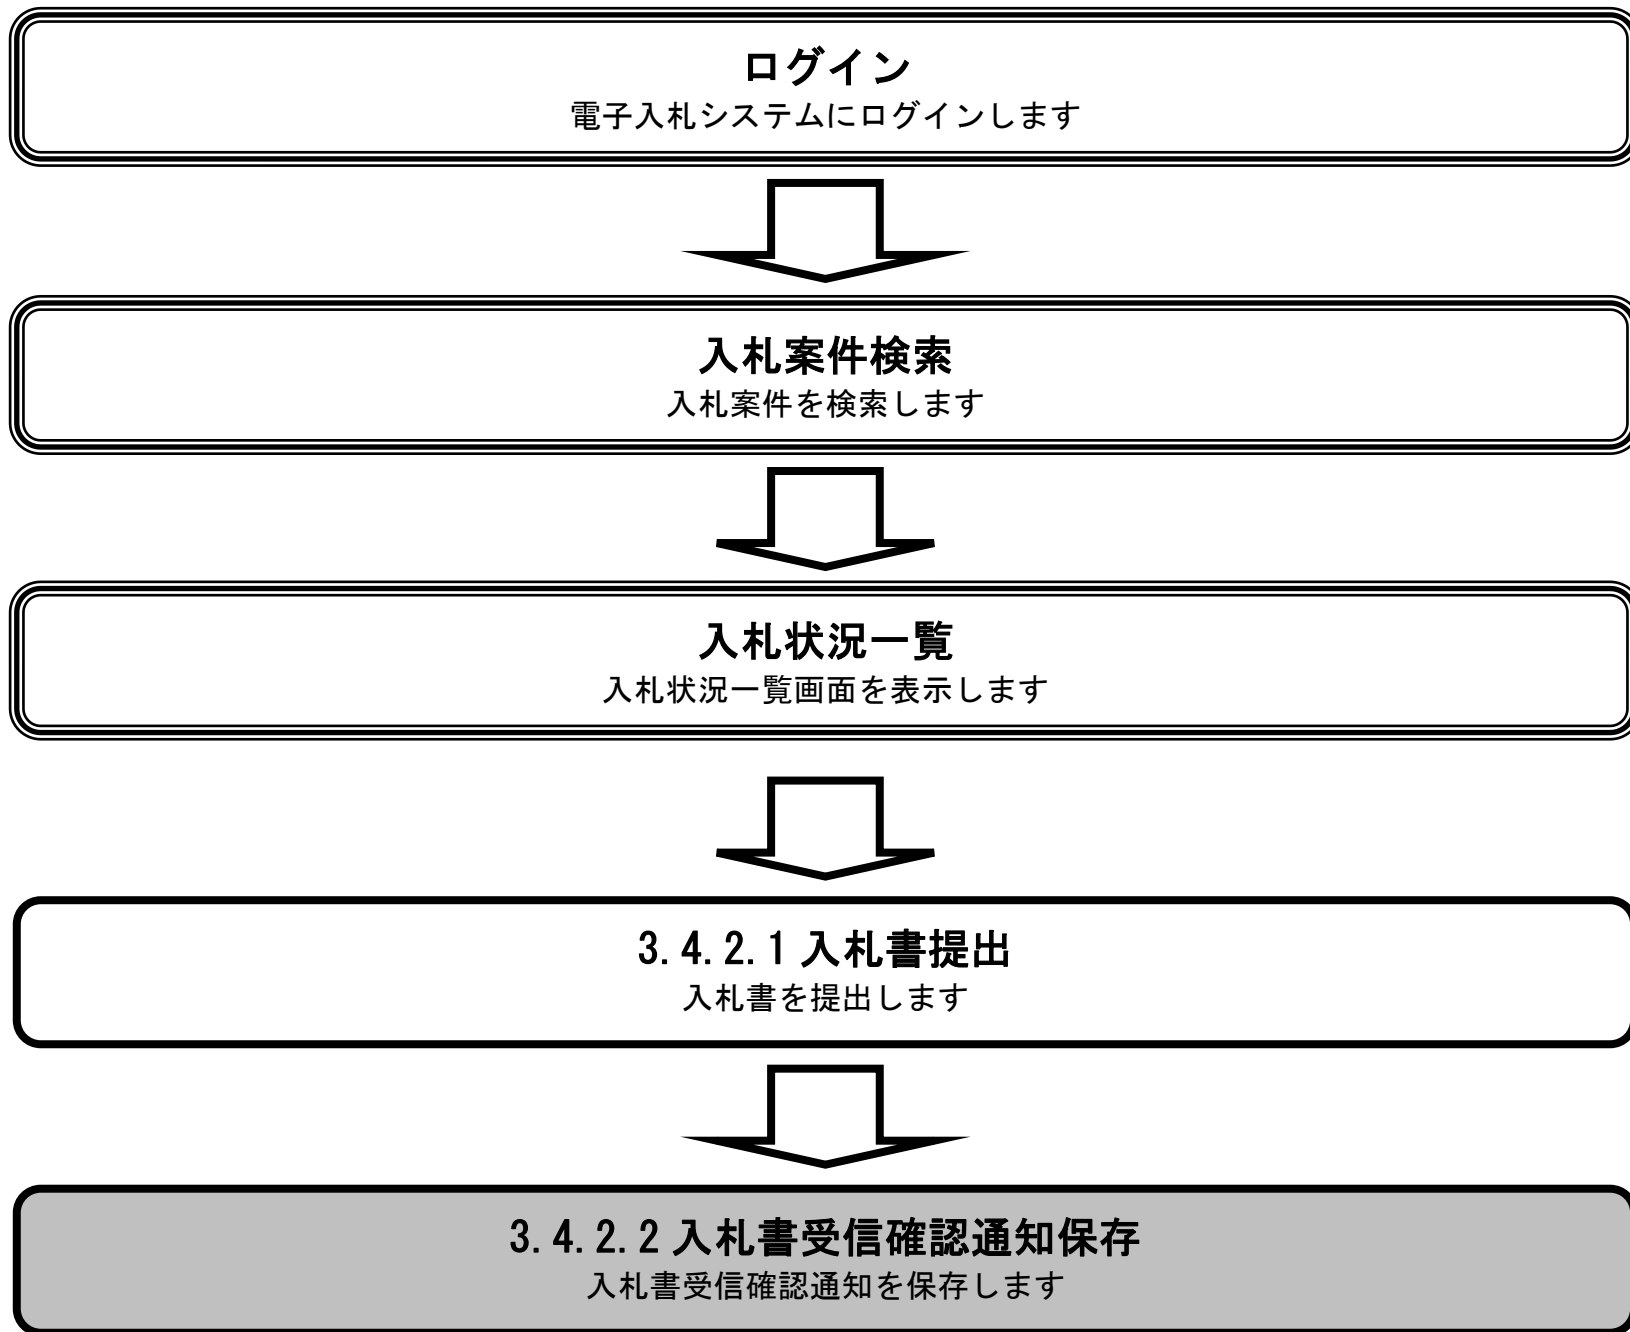 ログイン
電子入札システムにログインします
入札案件検索
入札案件を検索します
入札状況一覧
入札状況一覧画面を表示します
3.4.2.1 入札書提出
入札書を提出します
3.4.2.2 入札書受信確認通知保存
入札書受信確認通知を保存します